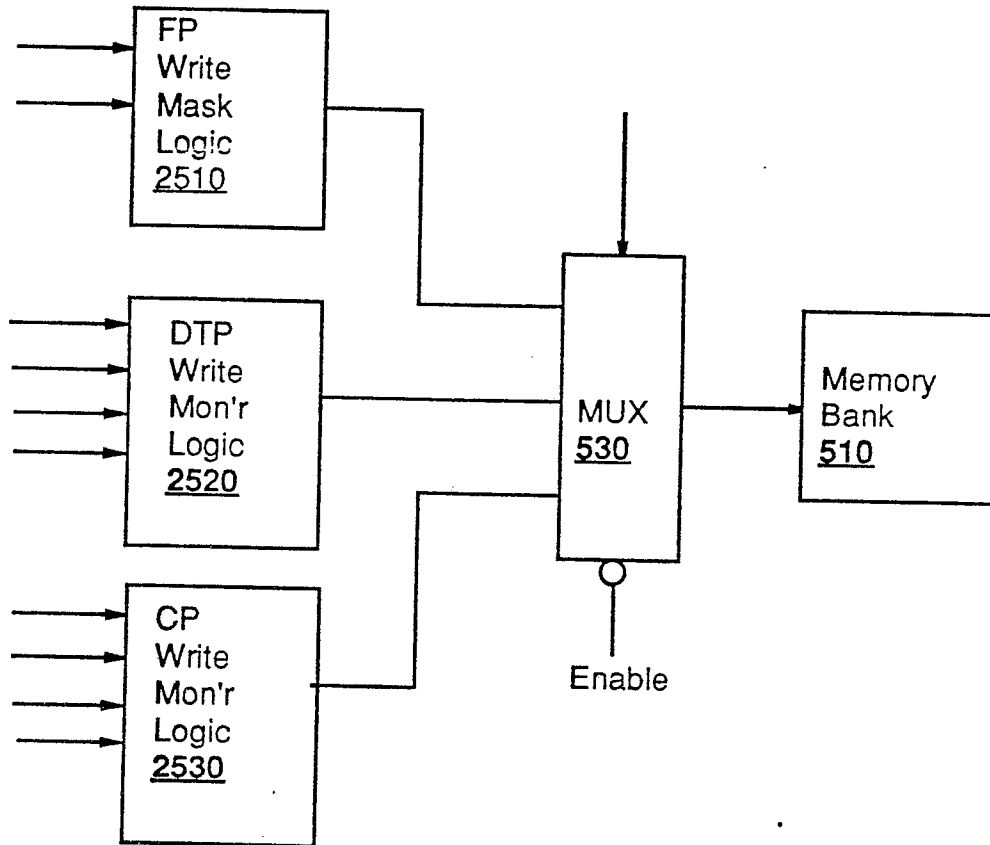 FP
Write
Mask
Logic
2510
DTP
Write
Mon'r
Logic
2520
CP
Write
Mon'r
Logic
2530
MUX
530
Enable
Memory
Bank
510